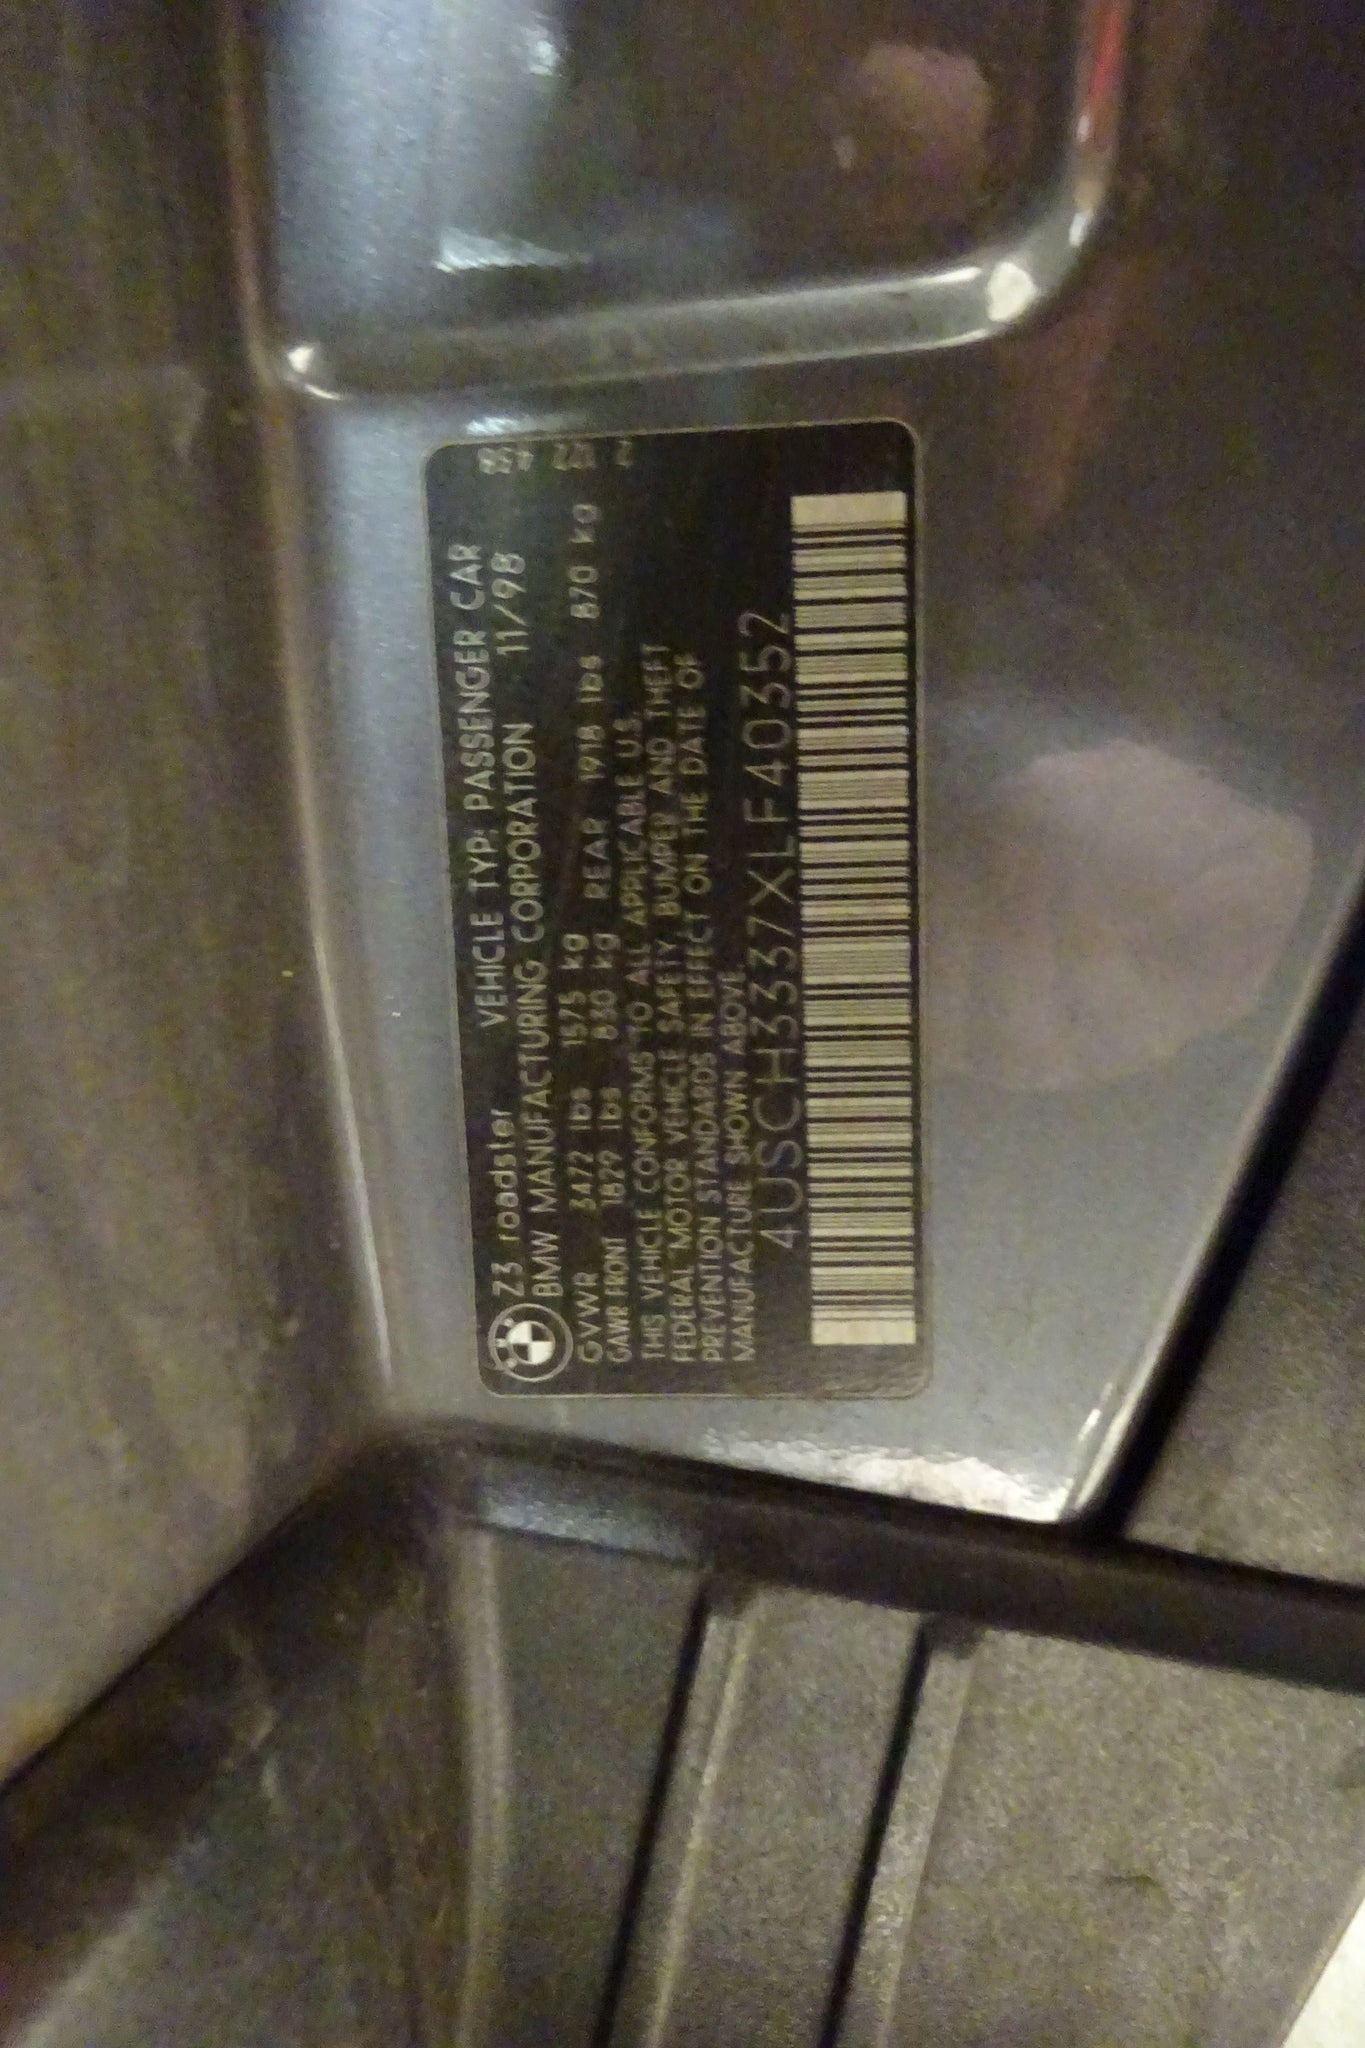 Z3 roadster VEHICLE TYP: PASSENGER CAR
BMW MANUFACTURING CORPORATION 11/98
GVWR 3472 lbs 1575 kg
GAWR FRONT 1829 lbs 830 kg REAR 1918 lbs 870 kg
THIS VEHICLE CONFORMS TO ALL APPLICABLE U.S.
FEDERAL MOTOR VEHICLE SAFETY, BUMPER AND THEFT
PREVENTION STANDARDS IN EFFECT ON THE DATE OF
MANUFACTURE SHOWN ABOVE
4USCH3337XLF40352